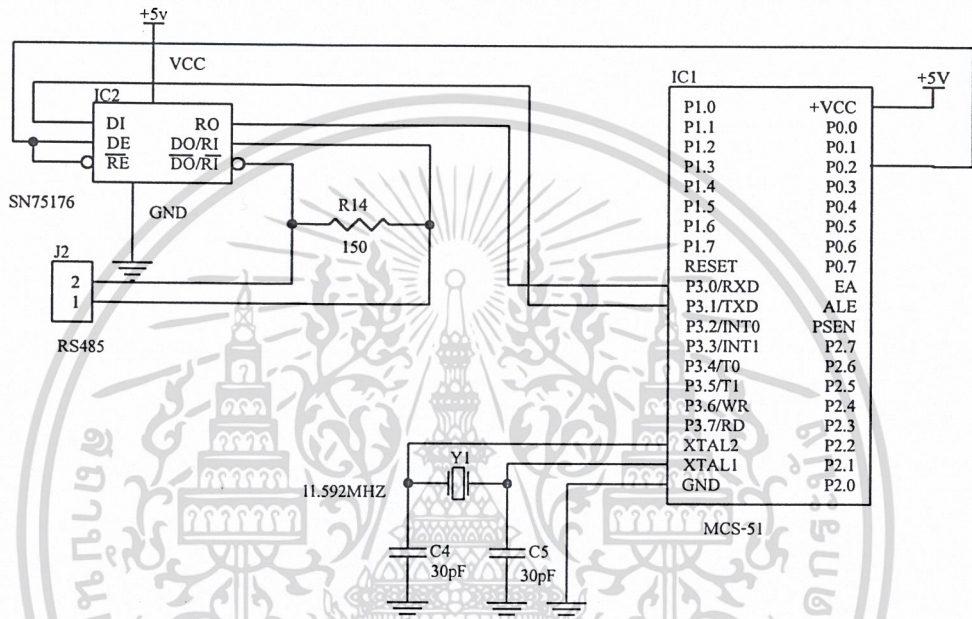 +5v
VCC
IC2
DI
DE
RE
RO
DO/RI
DO/RI
SN75176
GND
J2
2
1
RS485
R14
150
IC1
+5V
P1.0
P1.1
P1.2
P1.3
P1.4
P1.5
P1.6
P1.7
RESET
P3.0/RXD
P3.1/TXD
P3.2/INT0
P3.3/INT1
P3.4/T0
P3.5/T1
P3.6/WR
P3.7/RD
XTAL2
XTAL1
GND
+VCC
P0.0
P0.1
P0.2
P0.3
P0.4
P0.5
P0.6
P0.7
EA
ALE
PSEN
P2.7
P2.6
P2.5
P2.4
P2.3
P2.2
P2.1
P2.0
MCS-51
Y1
11.592MHZ
C4
30pF
C5
30pF